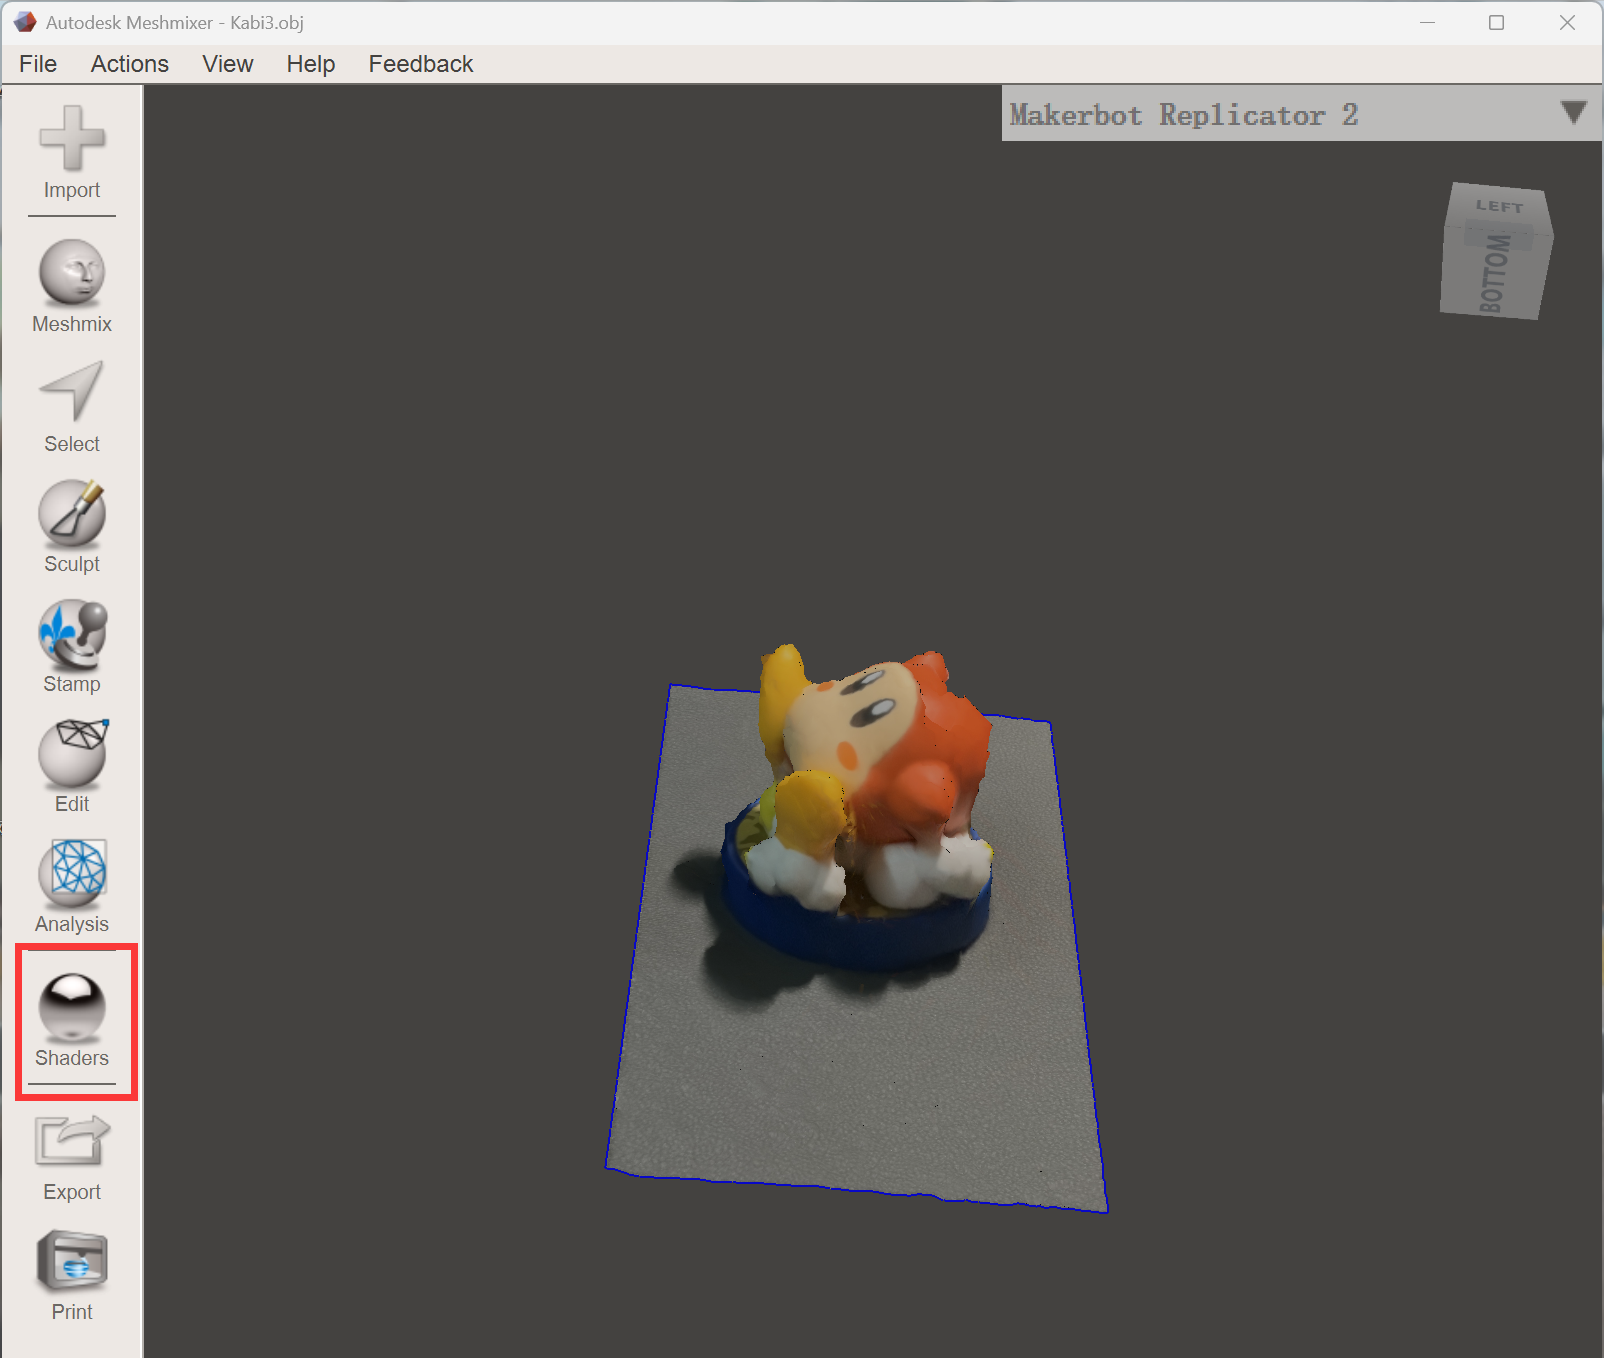 Autodesk Meshmixer - Kabi3.obj
File Actions View Help Feedback
Makerbot Replicator 2
LEFT
BOTTOM
Import
Meshmix
Select
Sculpt
Stamp
Edit
Analysis
Shaders
Export
Print